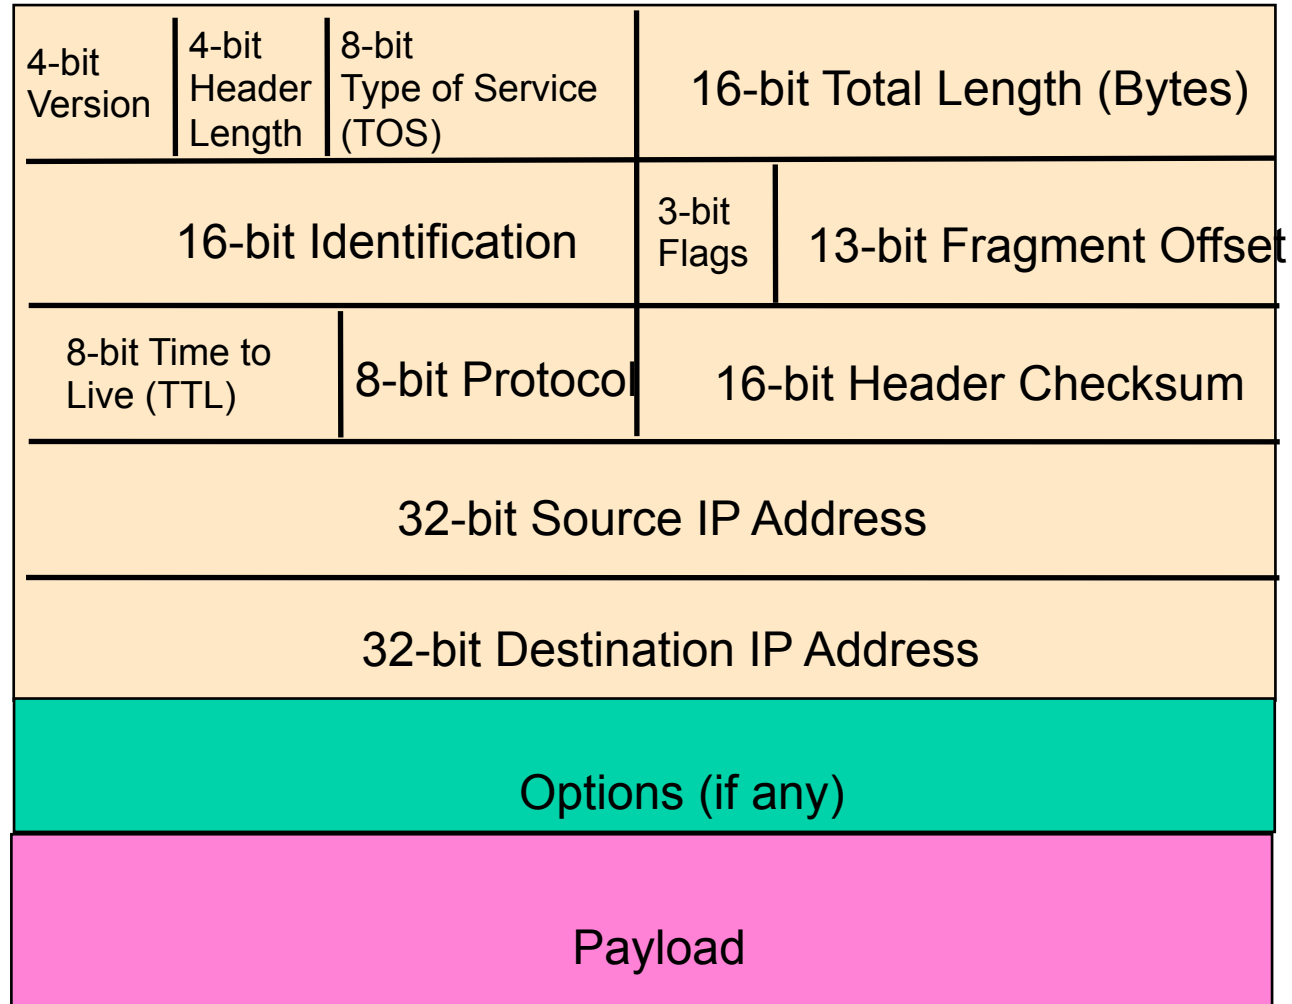 4-bit
Version
4-bit
Header
Length
8-bit
Type of Service
(TOS)
16-bit Total Length (Bytes)
16-bit Identification
3-bit
Flags
13-bit Fragment Offset
8-bit Time to
Live (TTL)
8-bit Protocol
16-bit Header Checksum
32-bit Source IP Address
32-bit Destination IP Address
Options (if any)
Payload